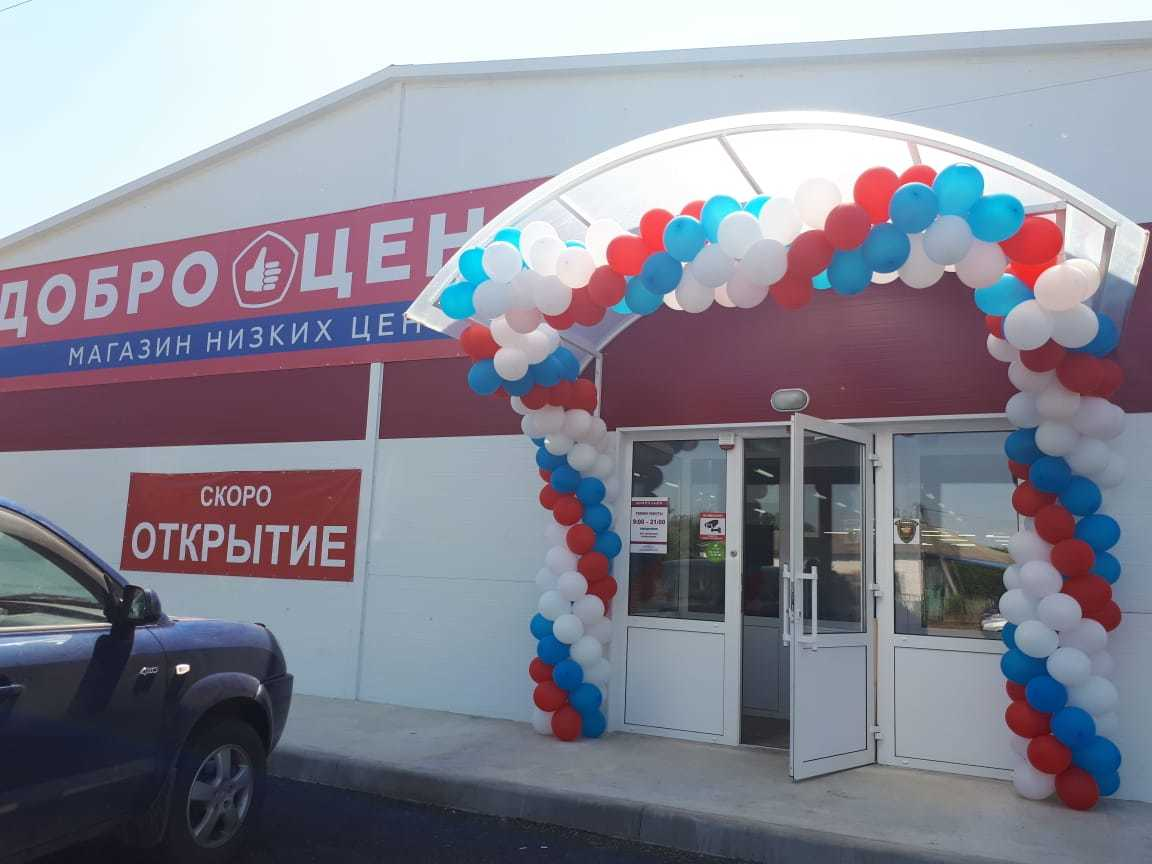 ДОБРО ЦЕН
МАГАЗИН НИЗКИХ ЦЕН
СКОРО
ОТКРЫТИЕ
9:00 - 21:00